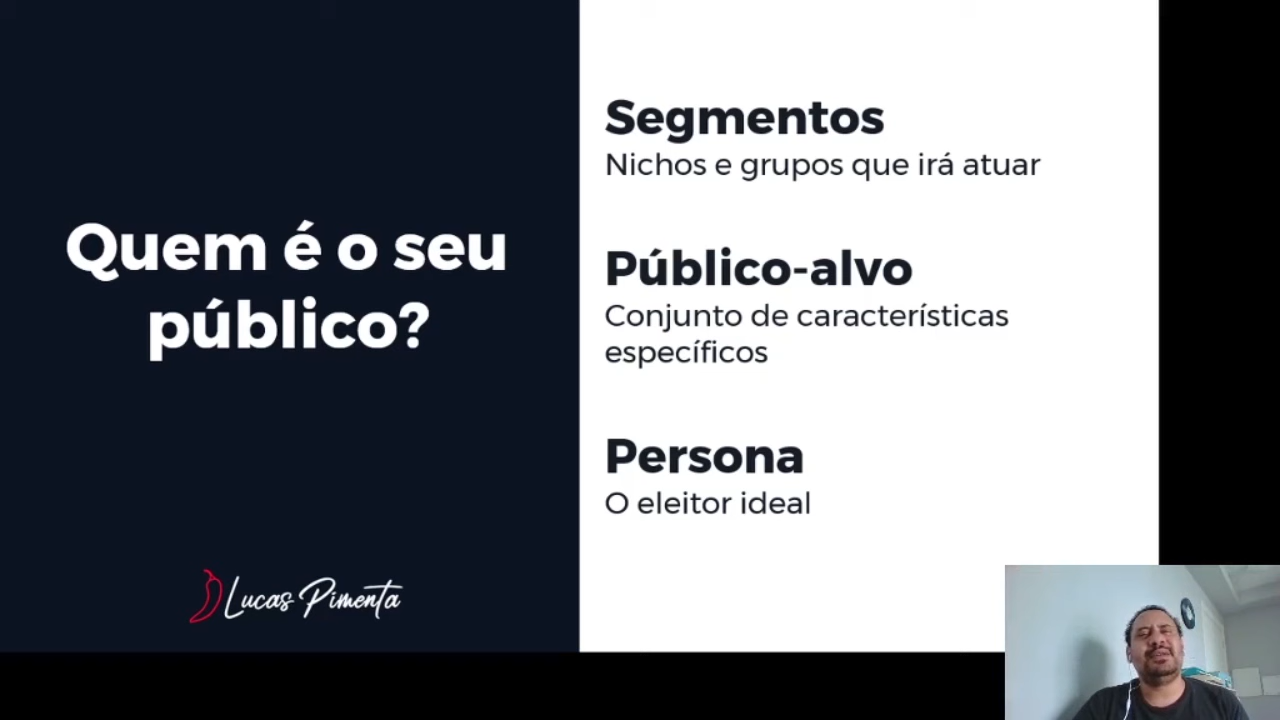 Quem é o seu
público?
Lucas Pimenta
Segmentos
Nichos e grupos que irá atuar
Público-alvo
Conjunto de características
específicos
Persona
O eleitor ideal